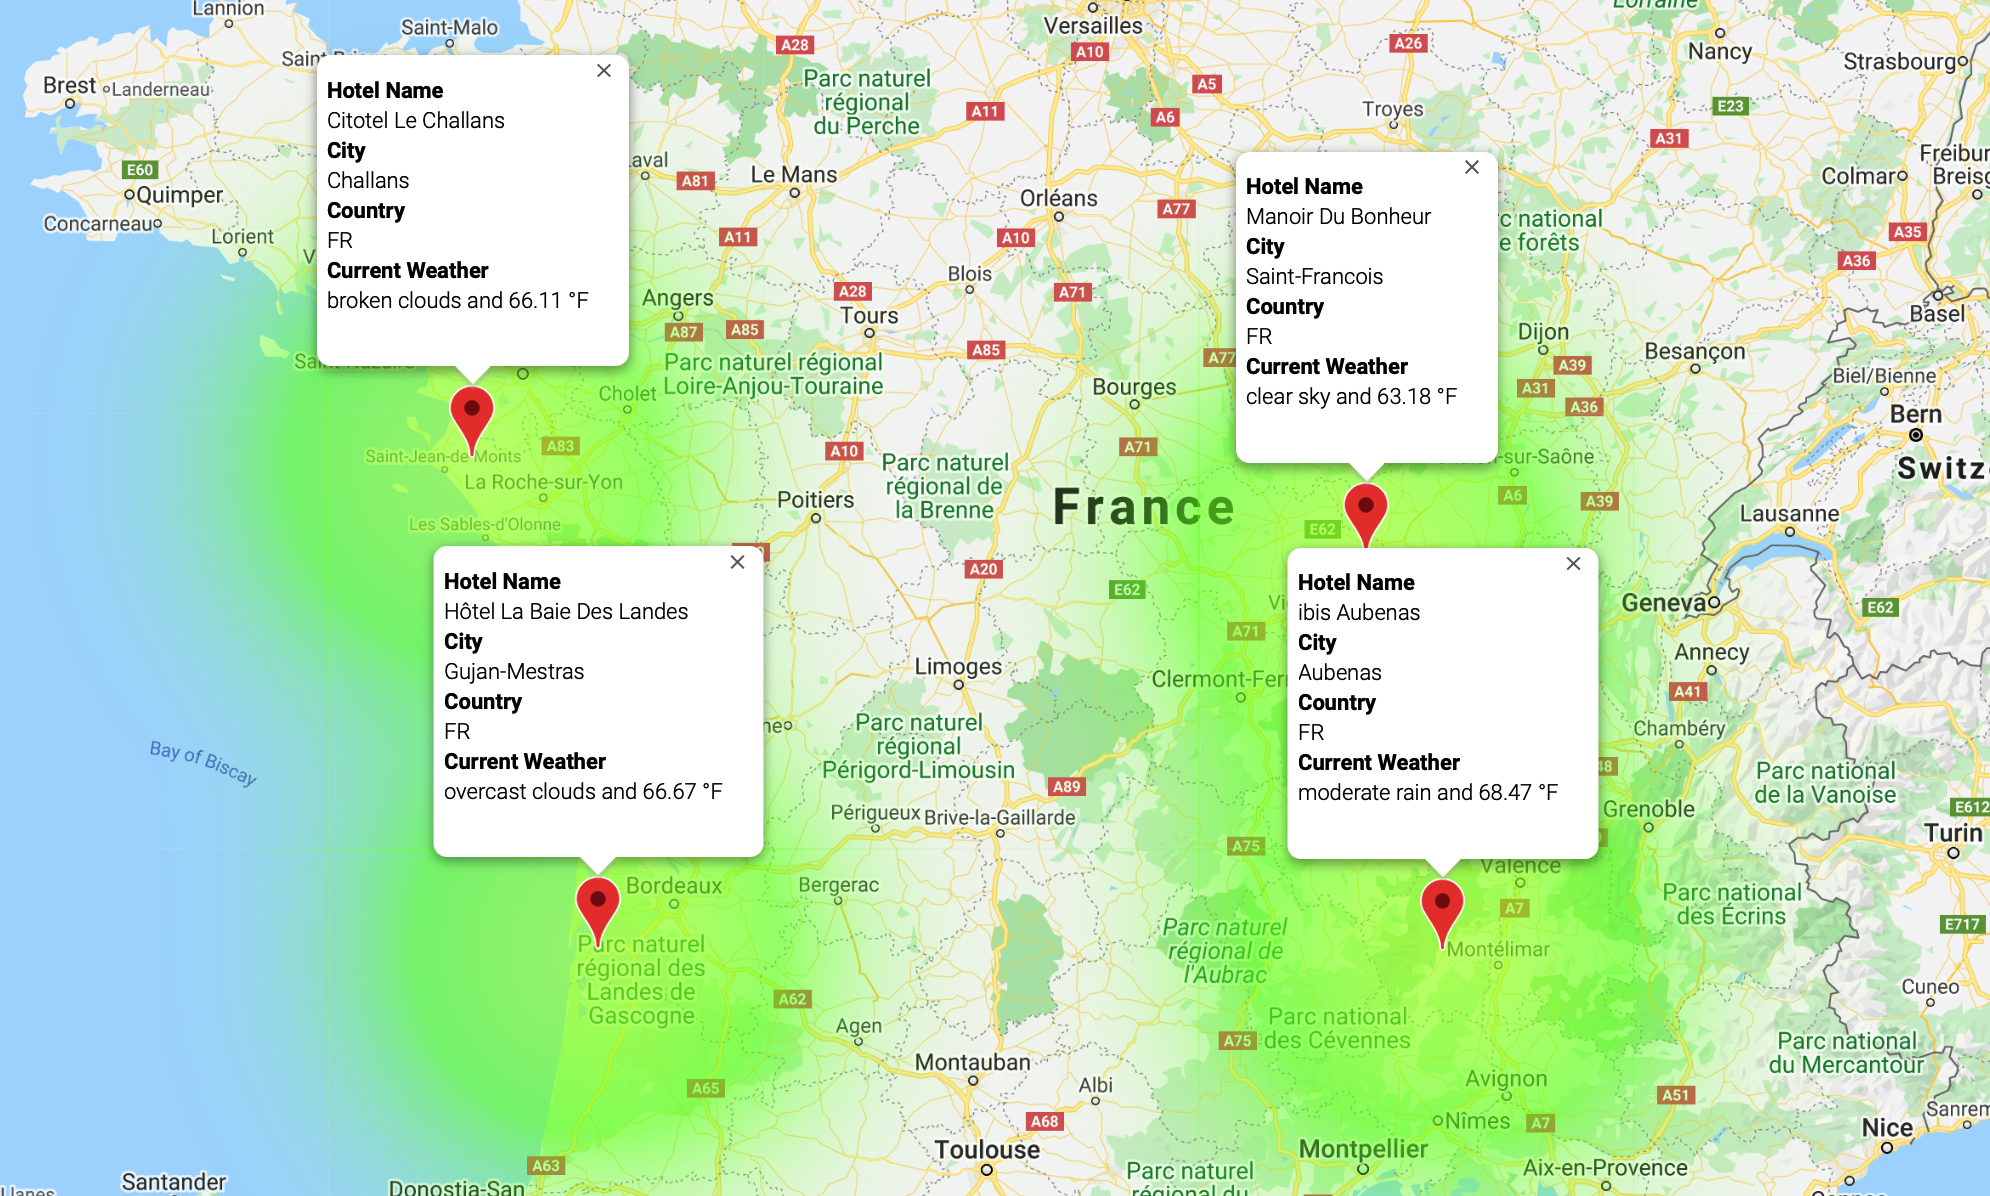 Lannion
Saint-Malo
Versailles
Lorraine
A28
A10
A26
Nancy
Strasbourg
Brest
Landerneau
Hotel Name
Citotel Le Challans
City
Challans
Country
FR
Current Weather
broken clouds and 66.11 °F
Parc naturel
régional
du Perche
A11
A5
A6
Troyes
E23
A31
E60
Quimper
Concarneau
Lorient
A81
Le Mans
Orléans
A77
Colmar
A35
A36
Hotel Name
Manoir Du Bonheur
City
Saint-Francois
Country
FR
Current Weather
clear sky and 63.18 °F
A11
A10
Blois
A28
A71
Angers
A87
A85
Tours
A85
A77
Dijon
A39
Besançon
Basel
Parc naturel régional
Loire-Anjou-Touraine
Cholet
Bourges
A31
A36
Biel/Bienne
Bern
A83
A10
A71
Saint-Jean-de-Monts
La Roche-sur-Yon
Les Sables-d'Olonne
Poitiers
Parc naturel
régional de
la Brenne
France
E62
A6
A39
Lausanne
Hotel Name
Hôtel La Baie Des Landes
City
Gujan-Mestras
Country
FR
Current Weather
overcast clouds and 66.67 °F
A20
E62
A71
Hotel Name
ibis Aubenas
City
Aubenas
Country
FR
Current Weather
moderate rain and 68.47 °F
Geneva
E62
Annecy
A41
Limoges
Chambéry
Bay of Biscay
Parc naturel
régional
Périgord-Limousin
A89
Périgueux
Brive-la-Gaillarde
Parc national
de la Vanoise
Grenoble
E612
Turin
A75
Bordeaux
Bergerac
Valence
A7
Parc national
des Écrins
E717
Parc naturel
régional des
Landes de
Gascogne
Parc naturel
régional de
l'Aubrac
Montélimar
A62
Agen
A75
Parc national
des Cévennes
Cuneo
Parc national
du Mercantour
A65
Montauban
Albi
Avignon
A51
A68
Nîmes
A7
Nice
A63
Toulouse
Montpellier
Aix-en-Provence
Santander
Donostia-San
Parc naturel
régional du